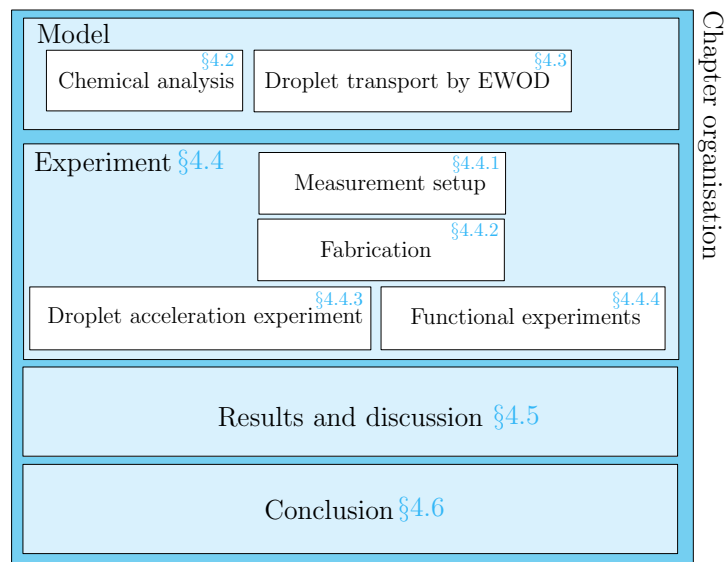 Chapter organisation
Model
§4.2
Chemical analysis
§4.3
Droplet transport by EWOD
Experiment §4.4
§4.4.1
Measurement setup
§4.4.2
Fabrication
§4.4.3
Droplet acceleration experiment
§4.4.4
Functional experiments
Results and discussion §4.5
Conclusion §4.6